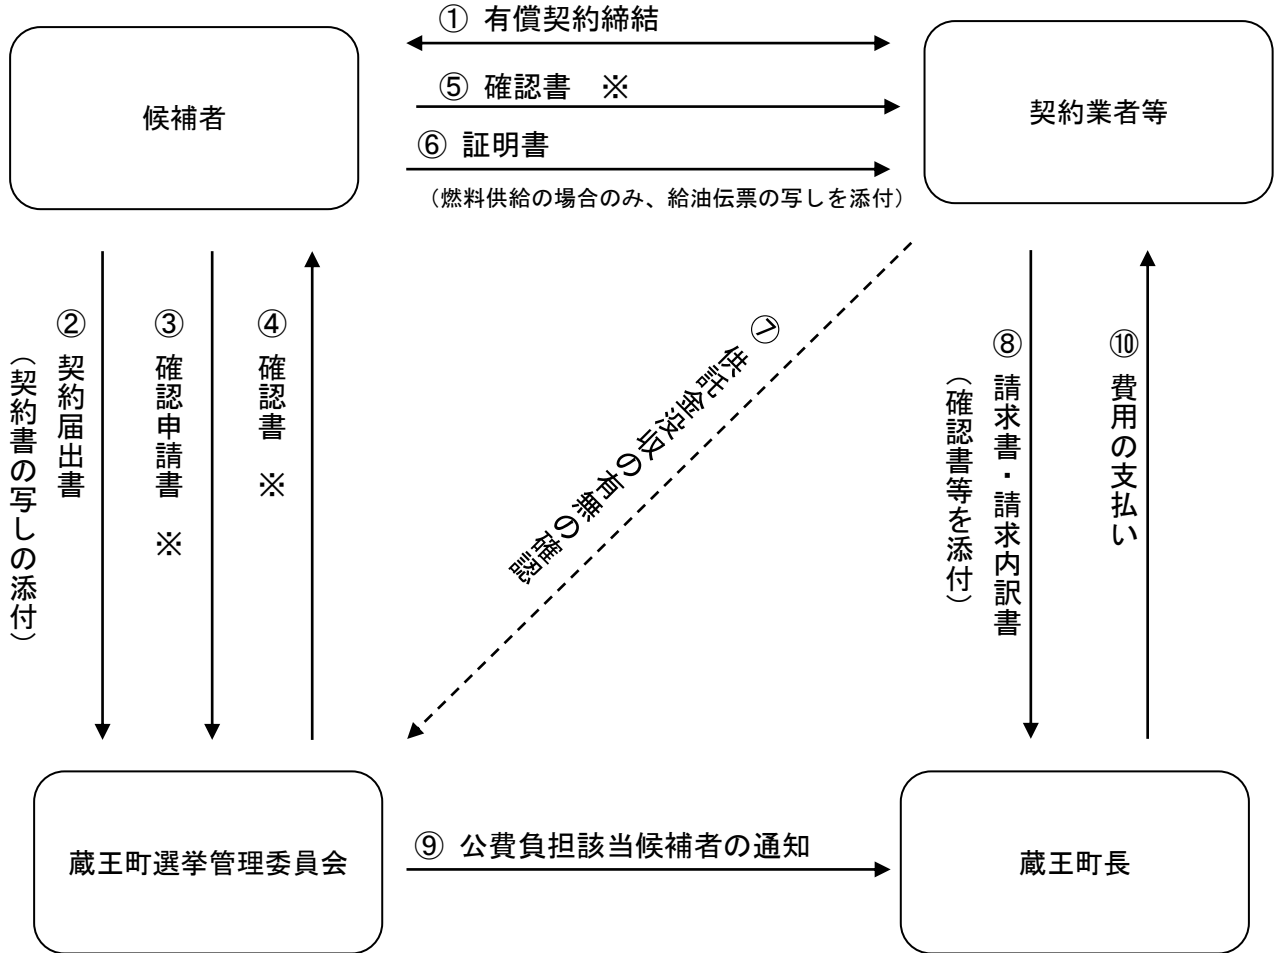 ① 有償契約締結
候補者
⑤ 確認書　※
契約業者等
⑥ 証明書
（燃料供給の場合のみ、給油伝票の写しを添付）
② 契約届出書
（契約書の写しの添付）
③ 確認申請書　※
④ 確認書　※
⑦ 供託金没収の有無の確認
⑧ 請求書・請求内訳書
（確認書等を添付）
⑩ 費用の支払い
蔵王町選挙管理委員会
⑨ 公費負担該当候補者の通知
蔵王町長